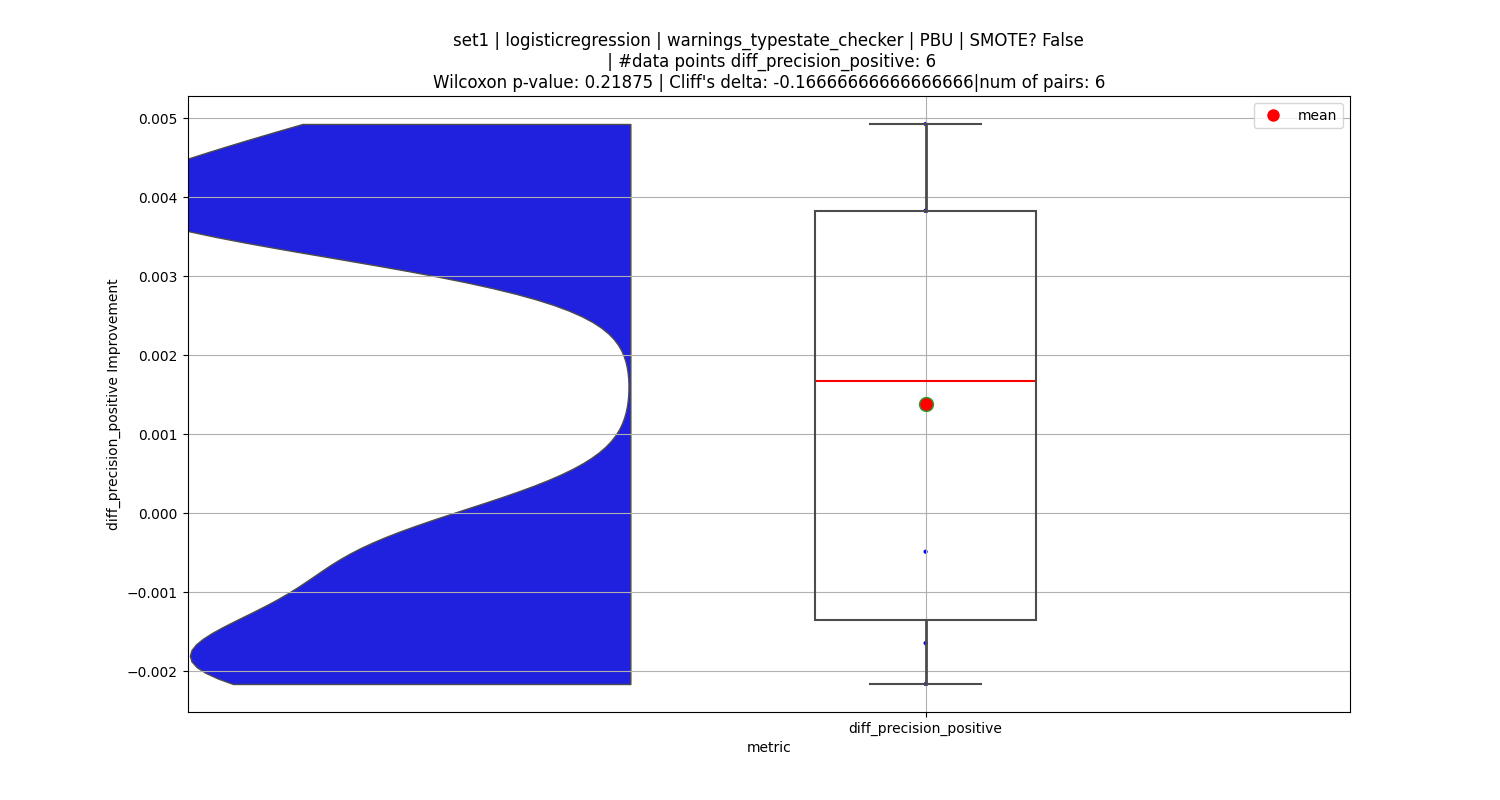 set1 | logisticregression | warnings_typestate_checker | PBU | SMOTE? False
| #data points diff_precision_positive: 6
Wilcoxon p-value: 0.21875 | Cliff's delta: -0.16666666666666666|num of pairs: 6
mean
0.005
0.004
0.003
0.002
0.001
0.000
−0.001
−0.002
diff_precision_positive Improvement
diff_precision_positive
metric